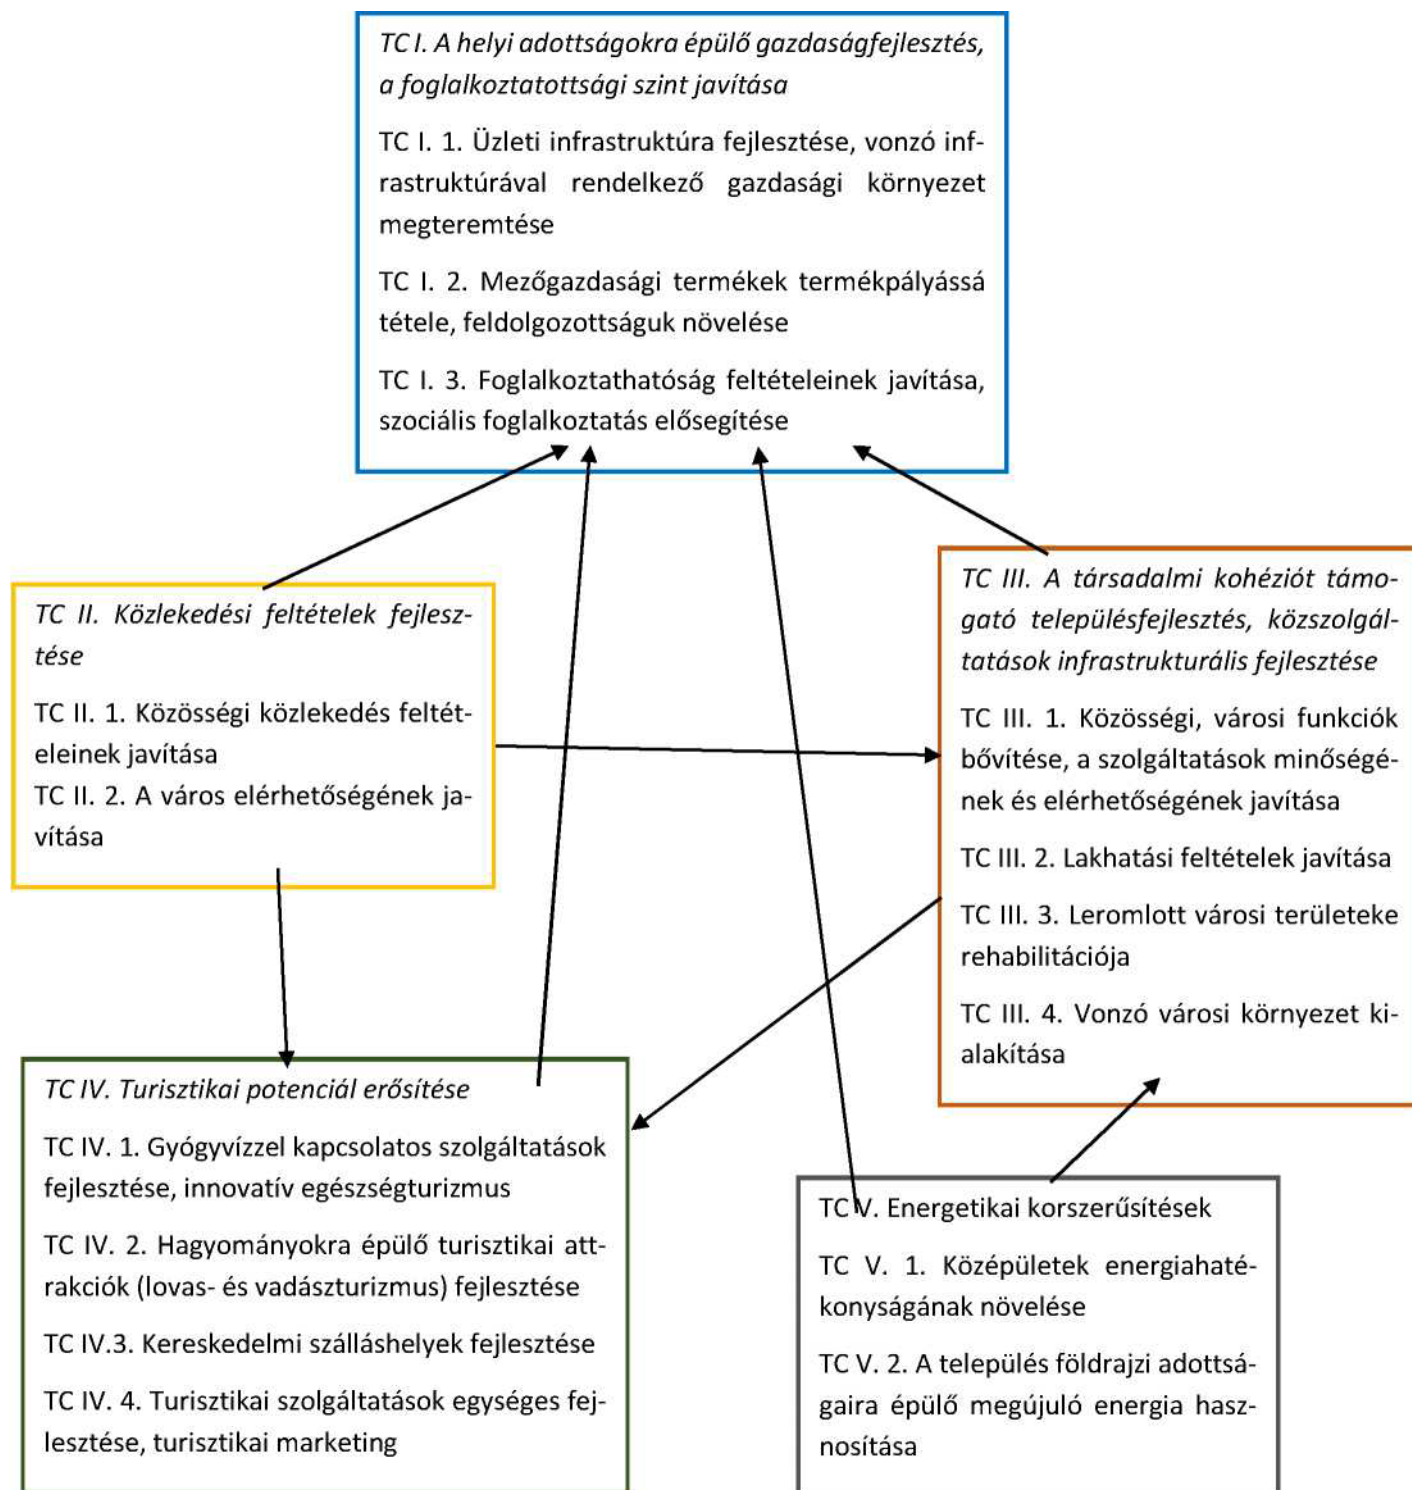 TC I. A helyi adottságokra épülő gazdaságfejlesztés,
a foglalkoztatottsági szint javítása
TC I. 1. Üzleti infrastruktúra fejlesztése, vonzó inf-
rastruktúrával rendelkező gazdasági környezet
megteremtése
TC I. 2. Mezőgazdasági termékek termékpályássá
tétele, feldolgozottságuk növelése
TC I. 3. Foglalkoztathatóság feltételeinek javítása,
szociális foglalkoztatás elősegítése
TC II. Közlekedési feltételek fejlesz-
tése
TC II. 1. Közösségi közlekedés feltét-
eleinek javítása
TC II. 2. A város elérhetőségének ja-
vítása
TC III. A társadalmi kohéziót támo-
gató településfejlesztés, közszolgál-
tatások infrastrukturális fejlesztése
TC III. 1. Közösségi, városi funkciók
bővítése, a szolgáltatások minőségé-
nek és elérhetőségének javítása
TC III. 2. Lakhatási feltételek javítása
TC III. 3. Leromlott városi területeke
rehabilitációja
TC III. 4. Vonzó városi környezet ki-
alakítása
TC IV. Turisztikai potenciál erősítése
TC IV. 1. Gyógyvízzel kapcsolatos szolgáltatások
fejlesztése, innovatív egészségturizmus
TC IV. 2. Hagyományokra épülő turisztikai att-
rakciók (lovas- és vadászturizmus) fejlesztése
TC IV.3. Kereskedelmi szálláshelyek fejlesztése
TC IV. 4. Turisztikai szolgáltatások egységes fej-
lesztése, turisztikai marketing
TC V. Energetikai korszerűsítések
TC V. 1. Középületek energiahaté-
konyságának növelése
TC V. 2. A település földrajzi adottsá-
gaira épülő megújuló energia hasz-
nosítása